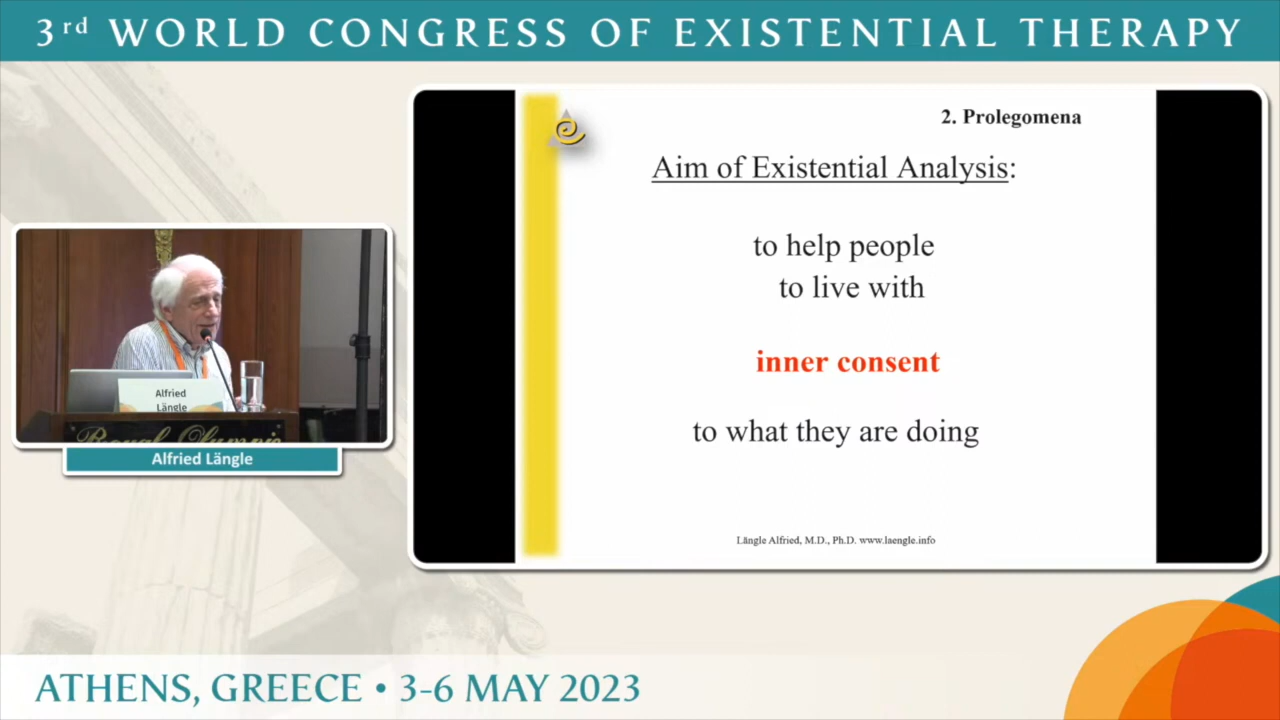 3rd WORLD CONGRESS OF EXISTENTIAL THERAPY
2. Prolegomena
Aim of Existential Analysis:
to help people
to live with
inner consent
to what they are doing
Längle Alfried, M.D., Ph.D. www.laengle.info
Alfried
Längle
Royal Olympic
Alfried Längle
ATHENS, GREECE • 3-6 MAY 2023